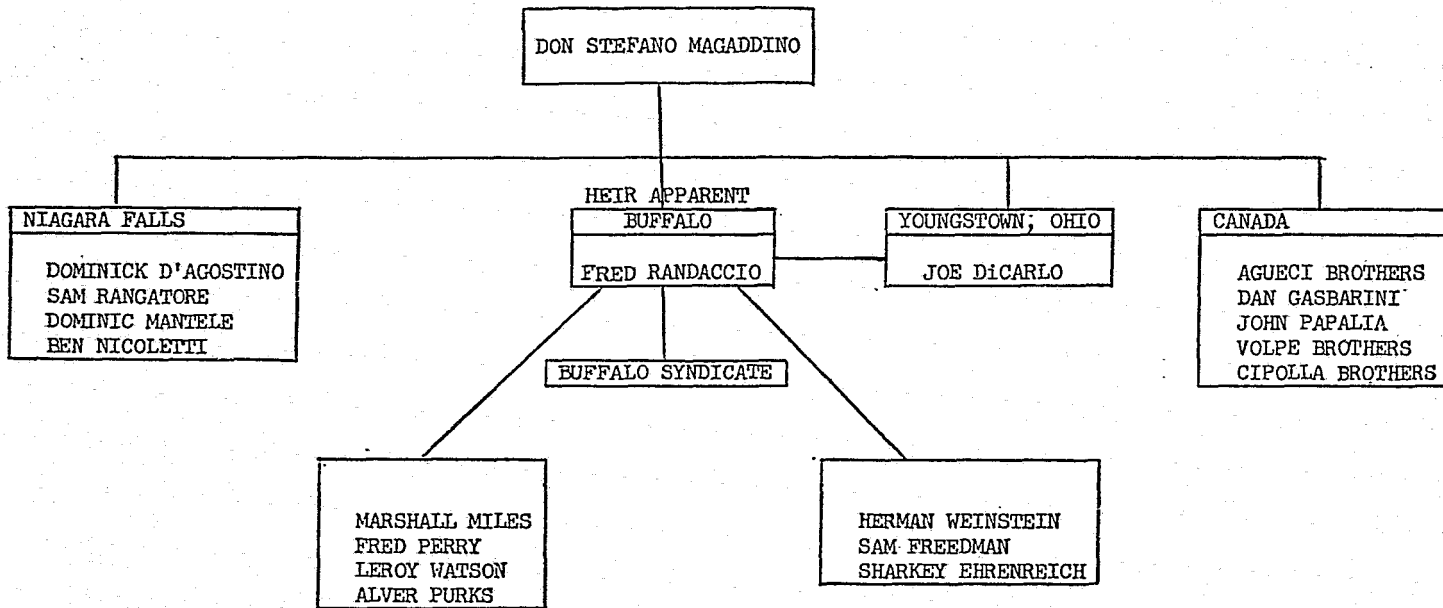 DON STEFANO MAGADDINO
NIAGARA FALLS
DOMINICK D'AGOSTINO
SAM RANGATORE
DOMINIC MANTELE
BEN NICOLETTI
HEIR APPARENT
BUFFALO
FRED RANDACCIO
YOUNGSTOWN; OHIO
JOE DiCARLO
CANADA
AGUECI BROTHERS
DAN GASBARINI
JOHN PAPALIA
VOLPE BROTHERS
CIPOLLA BROTHERS
BUFFALO SYNDICATE
MARSHALL MILES
FRED PERRY
LEROY WATSON
ALVER PURKS
HERMAN WEINSTEIN
SAM FREEDMAN
SHARKEY EHRENREICH